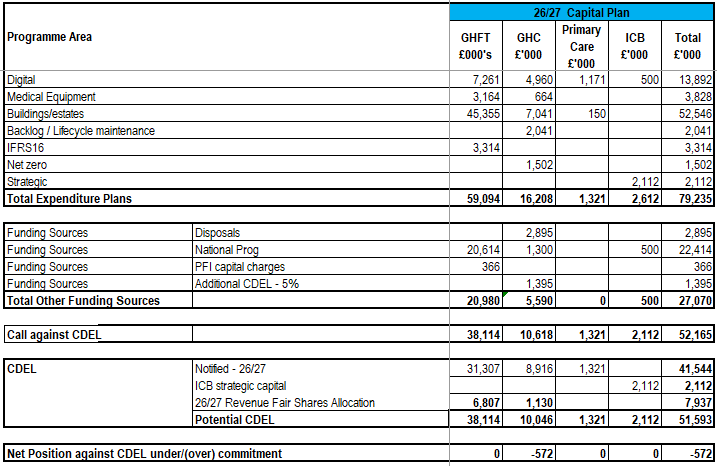 26/27 Capital Plan
Programme Area GHFT £000's GHC £'000 Primary Care £'000 ICB £'000 Total £'000
Digital 7,261 4,960 1,171 500 13,892
Medical Equipment 3,164 664 3,828
Buildings/estates 45,355 7,041 150 52,546
Backlog / Lifecycle maintenance 2,041 2,041
IFRS16 3,314 3,314
Net zero 1,502 1,502
Strategic 2,112 2,112
Total Expenditure Plans 59,094 16,208 1,321 2,612 79,235
Funding Sources Disposals 2,895 2,895
Funding Sources National Prog 20,614 1,300 500 22,414
Funding Sources PFI capital charges 366 366
Funding Sources Additional CDEL - 5% 1,395 1,395
Total Other Funding Sources 20,980 5,590 0 500 27,070
Call against CDEL 38,114 10,618 1,321 2,112 52,165
CDEL Notified - 26/27 31,307 8,916 1,321 41,544
ICB strategic capital 2,112 2,112
26/27 Revenue Fair Shares Allocation 6,807 1,130 7,937
Potential CDEL 38,114 10,046 1,321 2,112 51,593
Net Position against CDEL under/(over) commitment 0 -572 0 0 -572